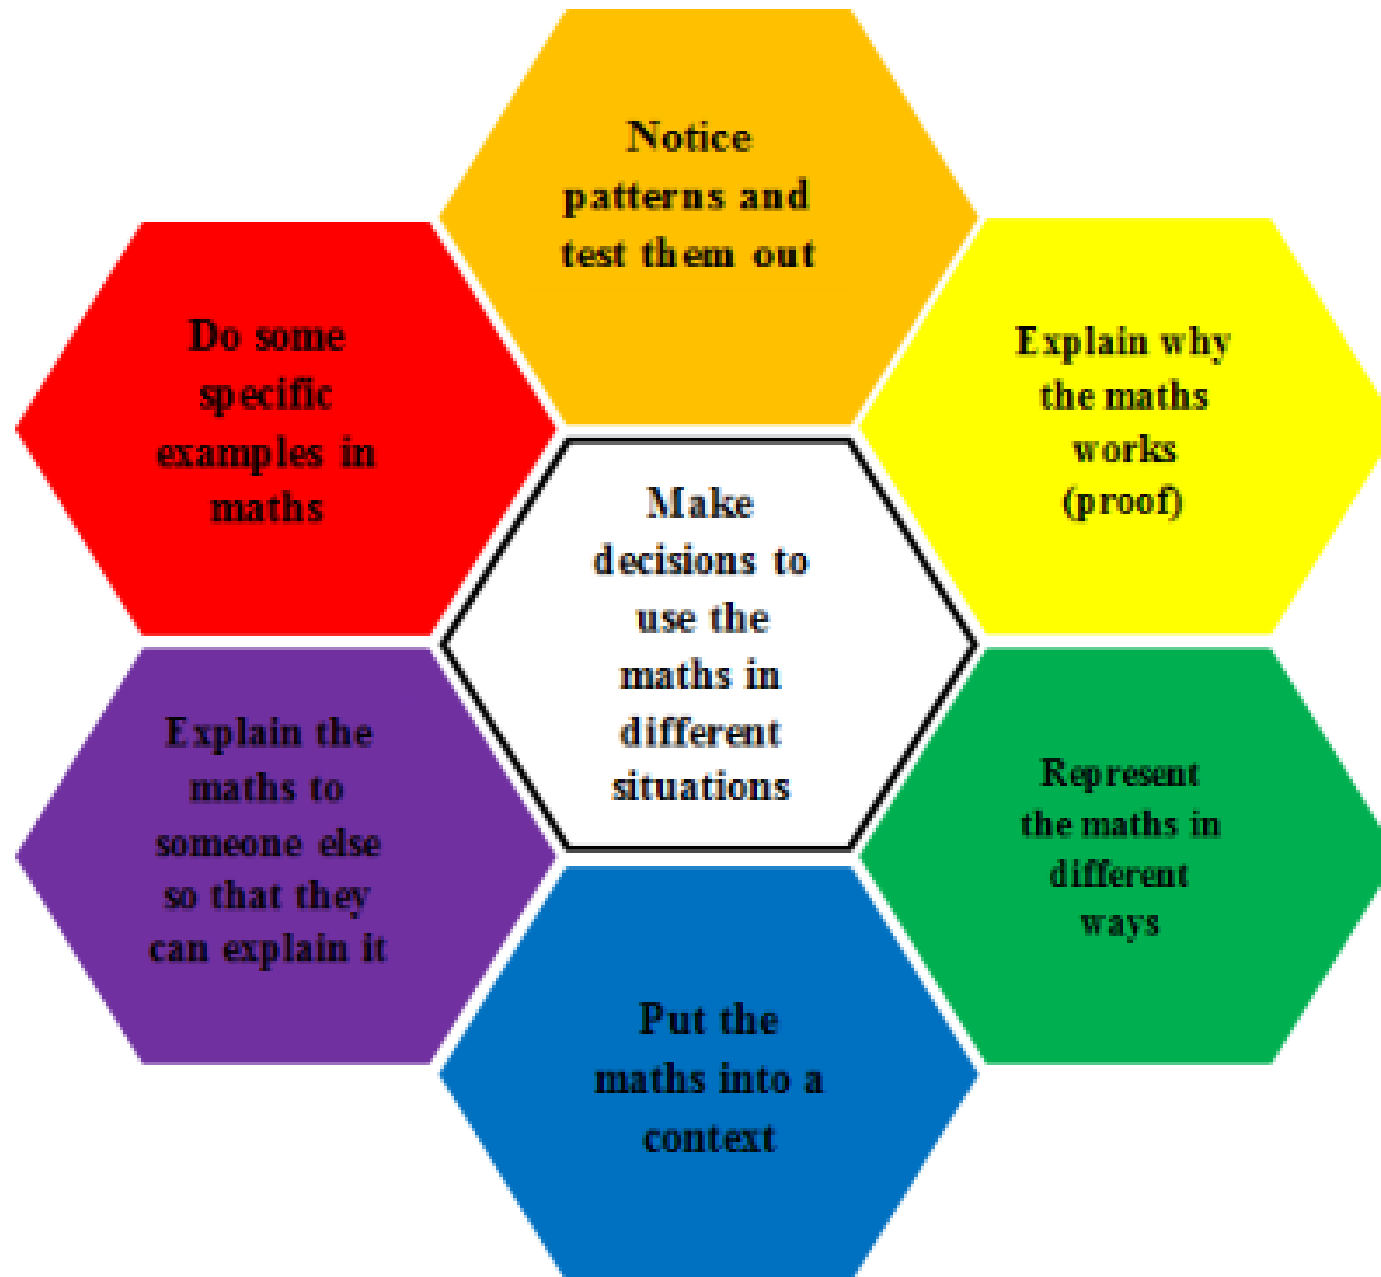 Notice
patterns and
test them out
Do some
specific
examples in
maths
Explain why
the maths
works
(proof)
Make
decisions to
use the
maths in
different
situations
Explain the
maths to
someone else
so that they
can explain it
Represent
the maths in
different
ways
Put the
maths into a
context